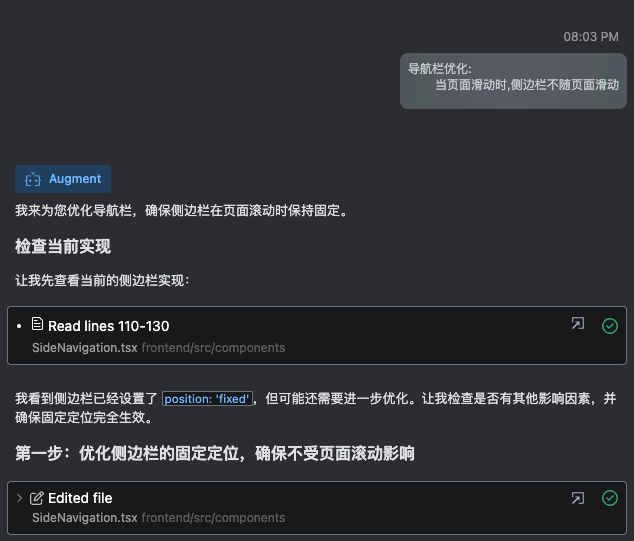 08:03 PM
导航栏优化:
当页面滑动时,侧边栏不随页面滑动
Augment
我来为您优化导航栏，确保侧边栏在页面滚动时保持固定。
检查当前实现
让我先查看当前的侧边栏实现：
Read lines 110-130
SideNavigation.tsx frontend/src/components
我看到侧边栏已经设置了 position: 'fixed'，但可能还需要进一步优化。让我检查是否有其他影响因素，并
确保固定定位完全生效。
第一步：优化侧边栏的固定定位，确保不受页面滚动影响
Edited file
SideNavigation.tsx frontend/src/components